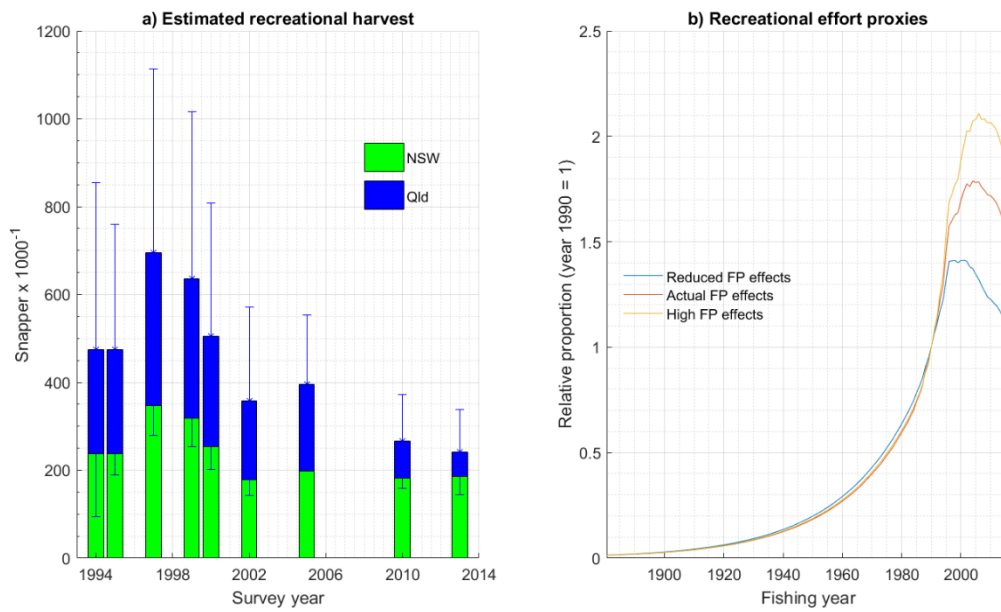 a) Estimated recreational harvest
Snapper x 1000-1
1200
1000
800
600
400
200
0
NSW
Qld
1994
1998
2002
2006
2010
2014
Survey year
b) Recreational effort proxies
Relative proportion (year 1990 = 1)
2.5
2
1.5
1
0.5
0
Reduced FP effects
Actual FP effects
High FP effects
1900
1920
1940
1960
1980
2000
Fishing year